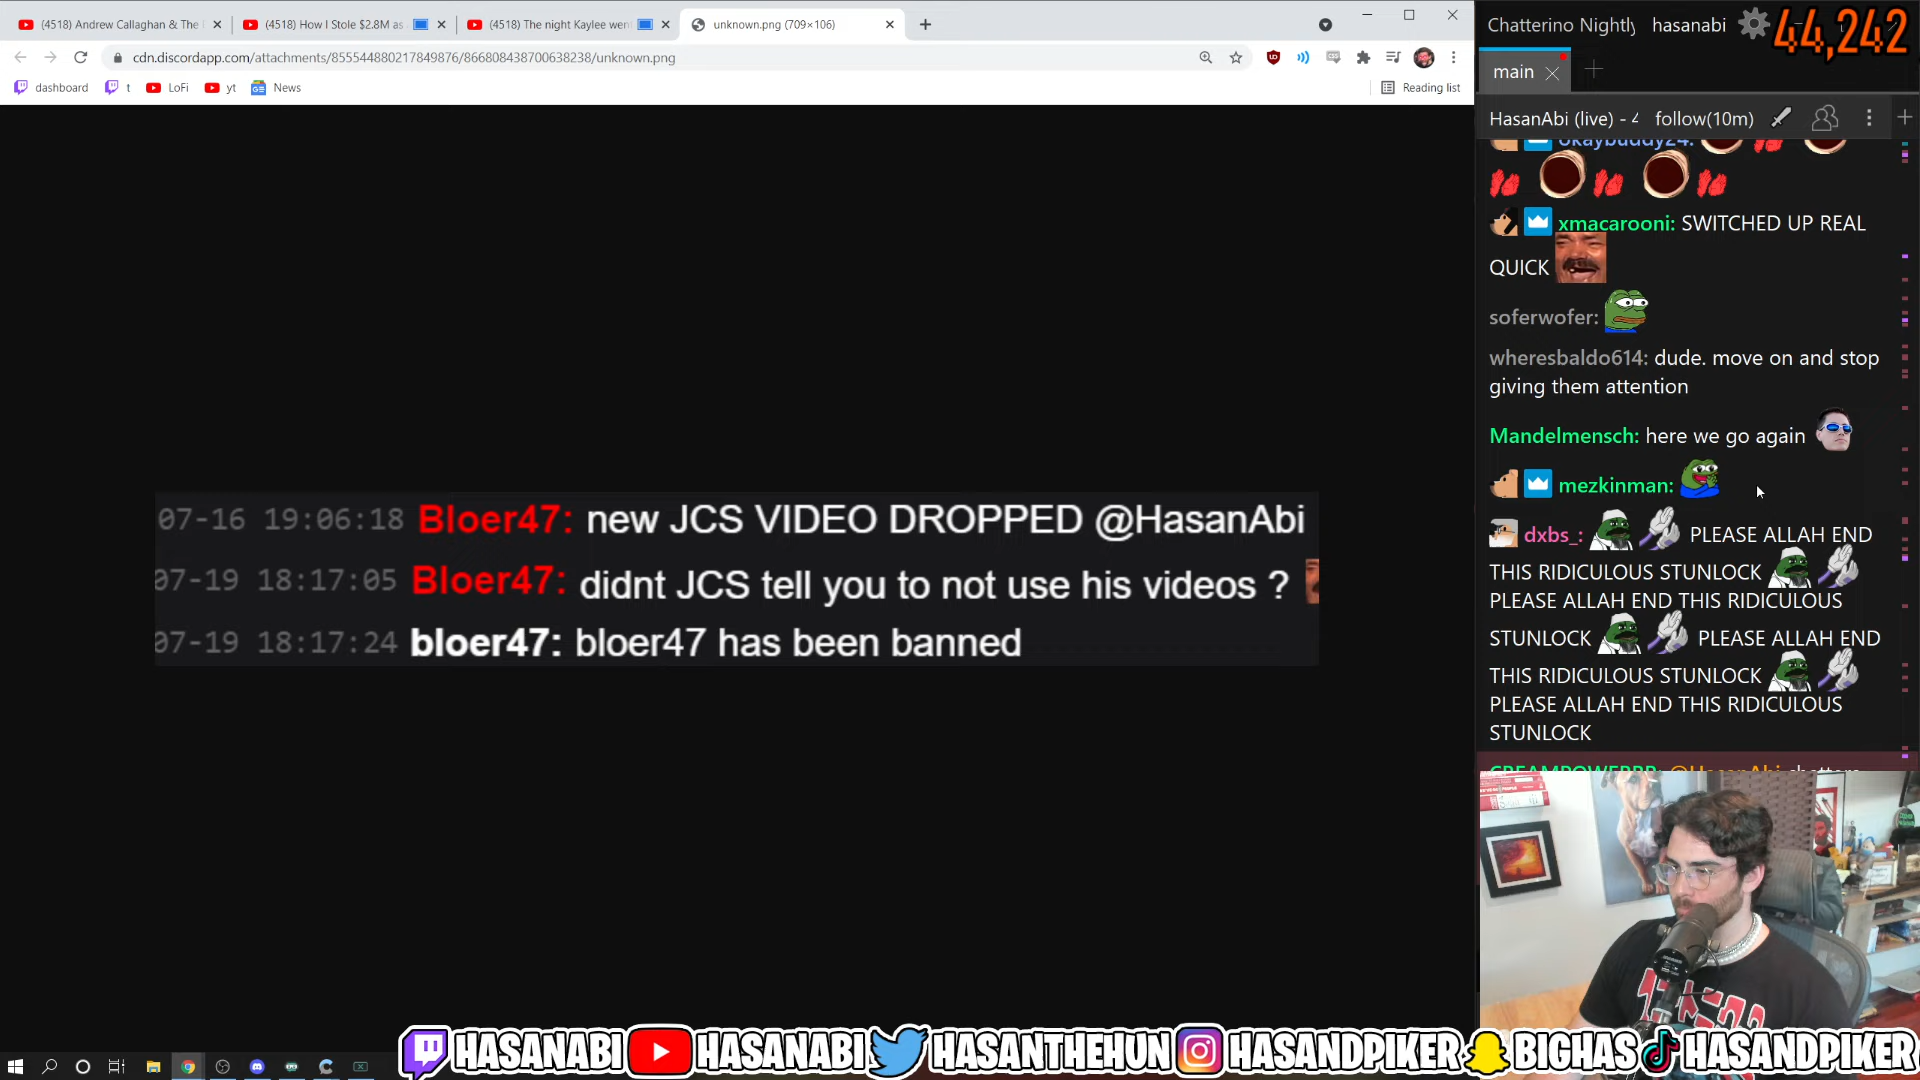 (4518) Andrew Callaghan & The
(4518) How I Stole $2.8M as
(4518) The night Kaylee wen
unknown.png (709×106)
cdn.discordapp.com/attachments/855544880217849876/866808438700638238/unknown.png
dashboard
t
LoFi
yt
News
Reading list
07-16 19:06:18 Bloer47: new JCS VIDEO DROPPED @HasanAbi
07-19 18:17:05 Bloer47: didnt JCS tell you to not use his videos ?
07-19 18:17:24 bloer47: bloer47 has been banned
Chatterino Nightly
hasanabi
44,242
main
HasanAbi (live) - 4
follow(10m)
okaybuddy24:
xmacarooni: SWITCHED UP REAL
QUICK
soferwofer:
wheresbaldo614: dude. move on and stop
giving them attention
Mandelmensch: here we go again
mezkinman:
dxbs_: PLEASE ALLAH END
THIS RIDICULOUS STUNLOCK
PLEASE ALLAH END THIS RIDICULOUS
STUNLOCK PLEASE ALLAH END
THIS RIDICULOUS STUNLOCK
PLEASE ALLAH END THIS RIDICULOUS
STUNLOCK
CREAMPOWERRR: @HasanAbi chatters
HASANABI HASANABI HASANTHEHUN HASANDPIKER BIGHAS HASANDPIKER